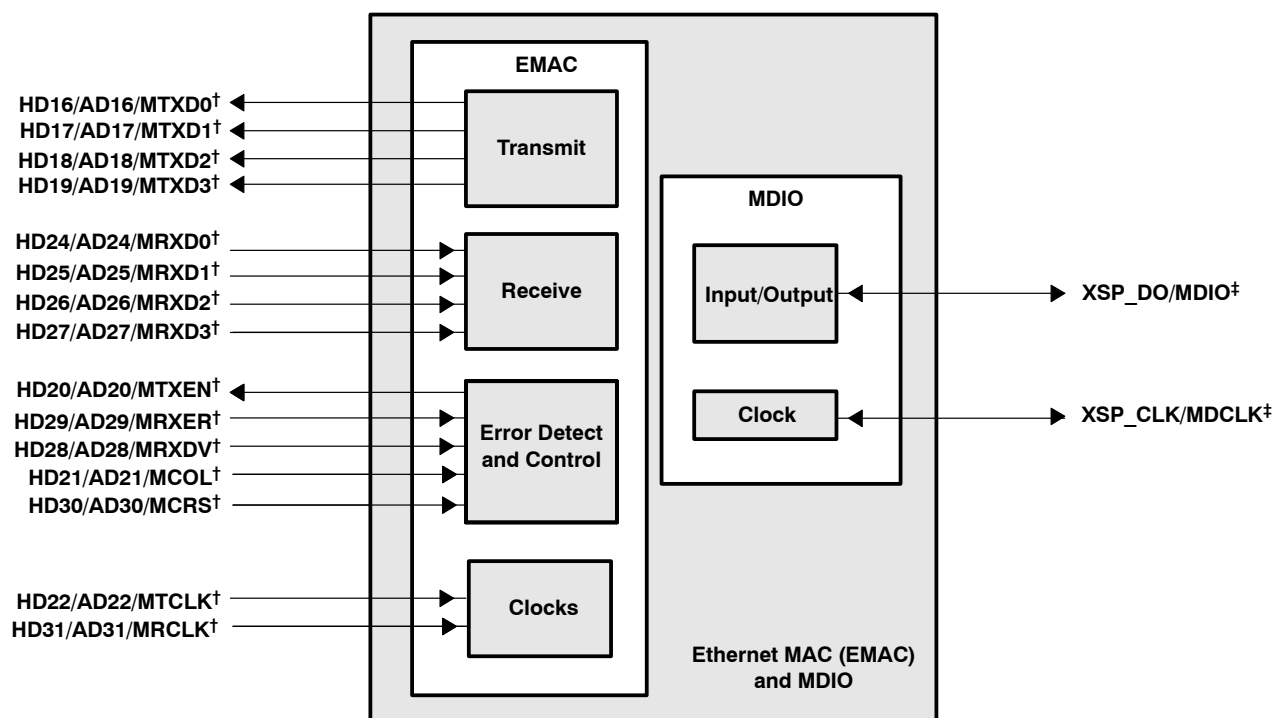 EMAC
HD16/AD16/MTXD0†
HD17/AD17/MTXD1†
HD18/AD18/MTXD2†
HD19/AD19/MTXD3†
Transmit
HD24/AD24/MRXD0†
HD25/AD25/MRXD1†
HD26/AD26/MRXD2†
HD27/AD27/MRXD3†
Receive
HD20/AD20/MTXEN†
HD29/AD29/MRXER†
HD28/AD28/MRXDV†
HD21/AD21/MCOL†
HD30/AD30/MCRS†
Error Detect
and Control
HD22/AD22/MTCLK†
HD31/AD31/MRCLK†
Clocks
MDIO
Input/Output
XSP_DO/MDIO‡
Clock
XSP_CLK/MDCLK‡
Ethernet MAC (EMAC)
and MDIO